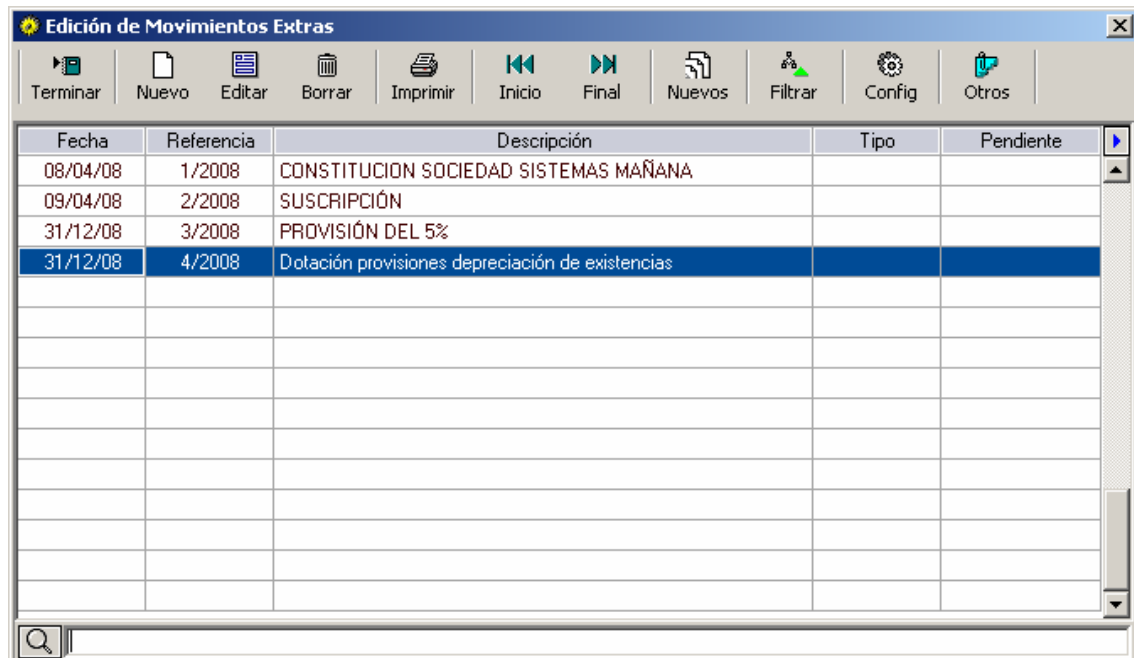 Edición de Movimientos Extras
Terminar Nuevo Editar Borrar Imprimir Inicio Final Nuevos Filtrar Config Otros
Fecha Referencia Descripción Tipo Pendiente
08/04/08 1/2008 CONSTITUCION SOCIEDAD SISTEMAS MAÑANA
09/04/08 2/2008 SUSCRIPCIÓN
31/12/08 3/2008 PROVISIÓN DEL 5%
31/12/08 4/2008 Dotación provisiones depreciación de existencias